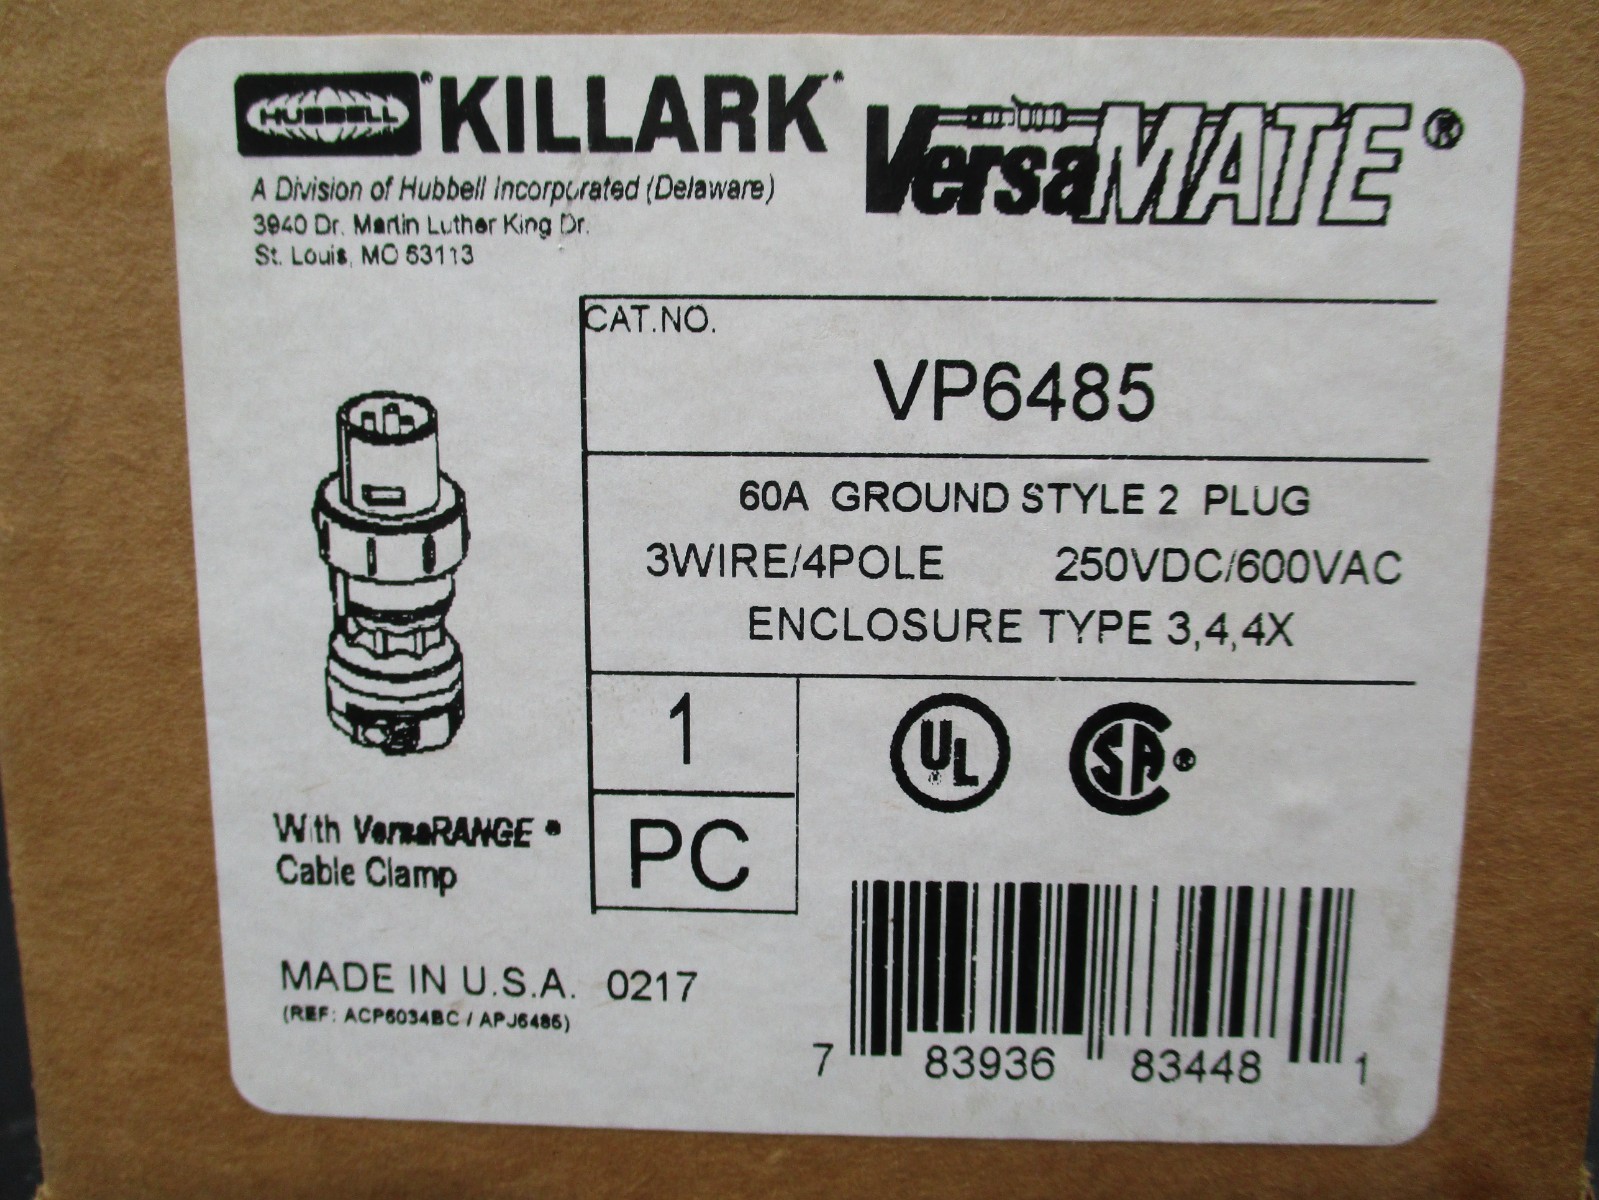 HUBBELL® KILLARK®
VersaMATE®
A Division of Hubbell Incorporated (Delaware)
3940 Dr. Martin Luther King Dr.
St. Louis, MO 63113
CAT.NO.
VP6485
60A GROUND STYLE 2 PLUG
3WIRE/4POLE 250VDC/600VAC
ENCLOSURE TYPE 3,4,4X
1
PC
UL
SA®
With VersaRANGE®
Cable Clamp
MADE IN U.S.A. 0217
(REF: ACP6034BC / APJ6485)
7 83936 83448 1